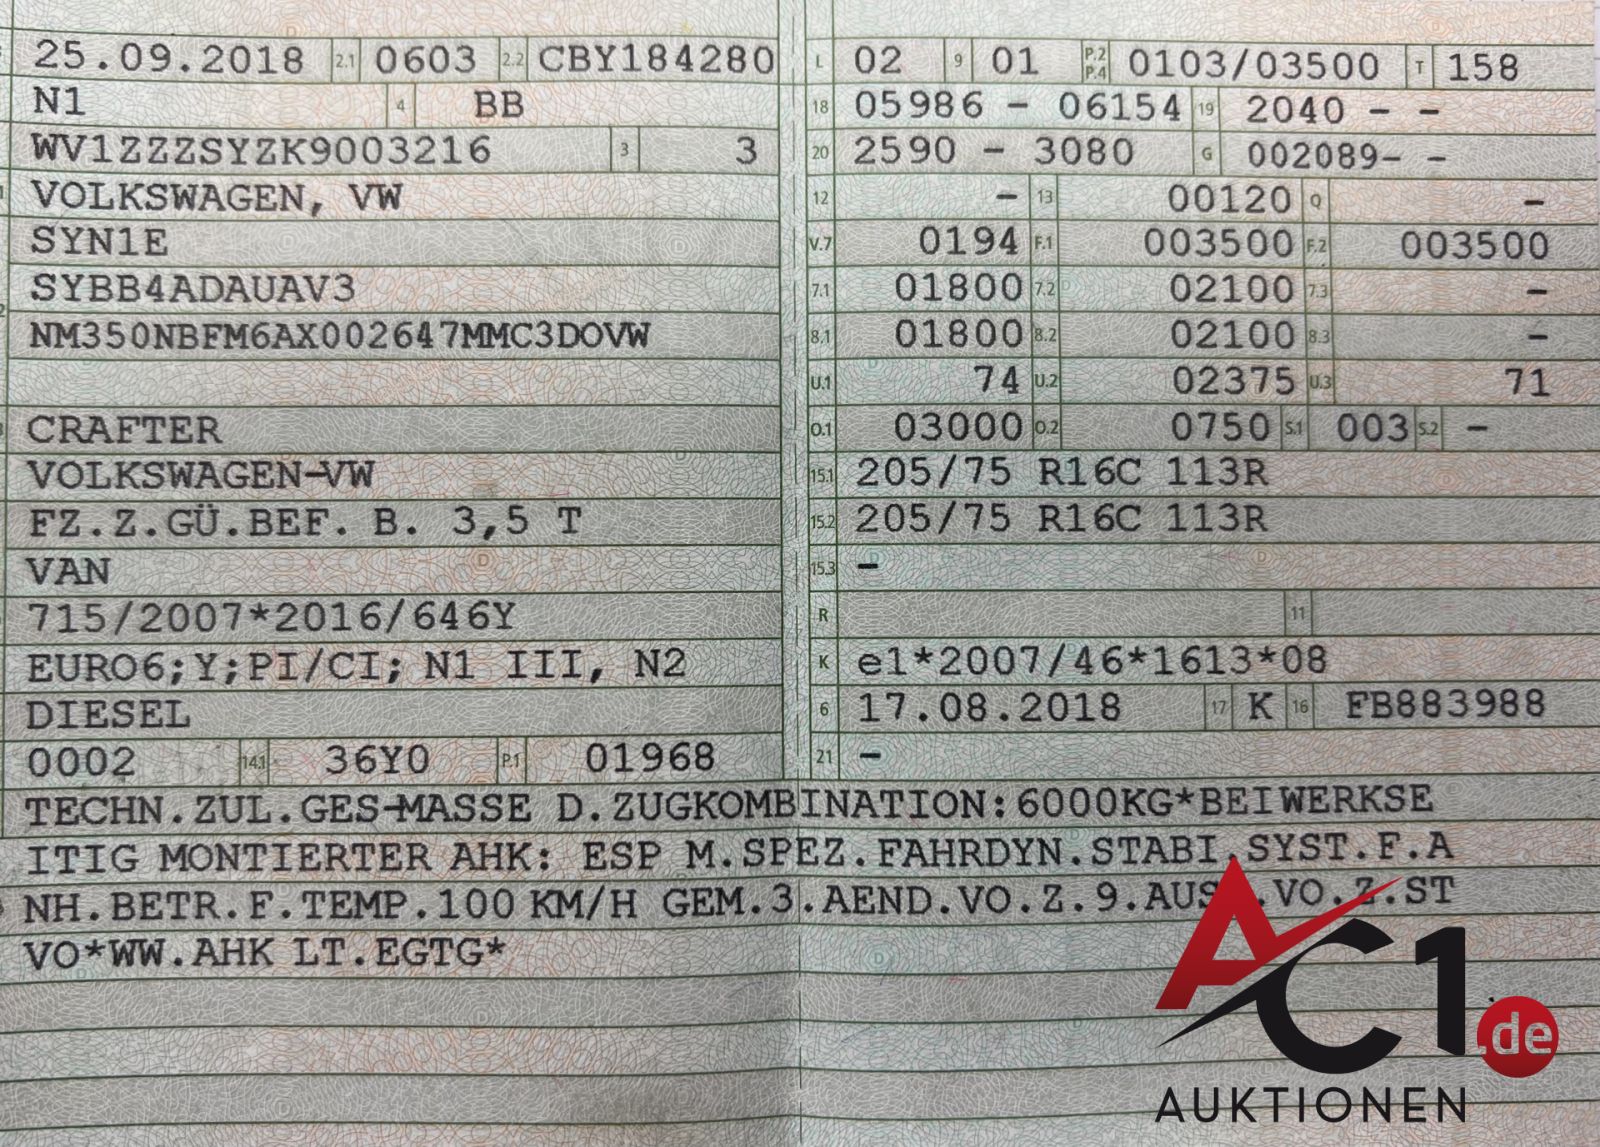 25.09.2018 2.1 0603 2.2 CBY184280 L 02 9 01 P.2 P.4 0103/03500 T 158
N1 4 BB 18 05986 - 06154 19 2040 - -
WV1ZZZSYZK9003216 3 3 20 2590 - 3080 G 002089- -
VOLKSWAGEN, VW 12 - 13 00120 Q -
SYN1E V.7 0194 F.1 003500 F.2 003500
SYBB4ADAUAV3 7.1 01800 7.2 02100 7.3 -
NM350NBFM6AX002647MMC3DOVW 8.1 01800 8.2 02100 8.3 -
U.1 74 U.2 02375 U.3 71
CRAFTER O.1 03000 O.2 0750 S.1 003 S.2 -
VOLKSWAGEN-VW 15.1 205/75 R16C 113R
FZ.Z.GÜ.BEF. B. 3,5 T 15.2 205/75 R16C 113R
VAN 15.3 -
715/2007*2016/646Y R 11
EURO6;Y;PI/CI; N1 III, N2 K e1*2007/46*1613*08
DIESEL 6 17.08.2018 17 K 16 FB883988
0002 14.1 36Y0 P.1 01968 21 -
TECHN.ZUL.GES-MASSE D.ZUGKOMBINATION:6000KG*BEIWERKSE
ITIG MONTIERTER AHK: ESP M.SPEZ.FAHRDYN.STABI.SYST.F.A
NH.BETR.F.TEMP.100 KM/H GEM.3.AEND.VO.Z.9.AUS .VO.Z.ST
VO*WW.AHK LT.EGTG*
AC1.de
AUKTIONEN